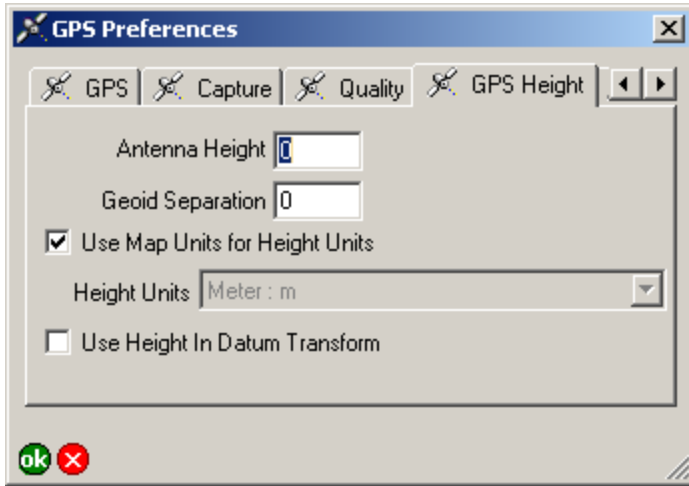 GPS Preferences
GPS Capture Quality GPS Height
Antenna Height 0
Geoid Separation 0
Use Map Units for Height Units
Height Units Meter : m
Use Height In Datum Transform
ok